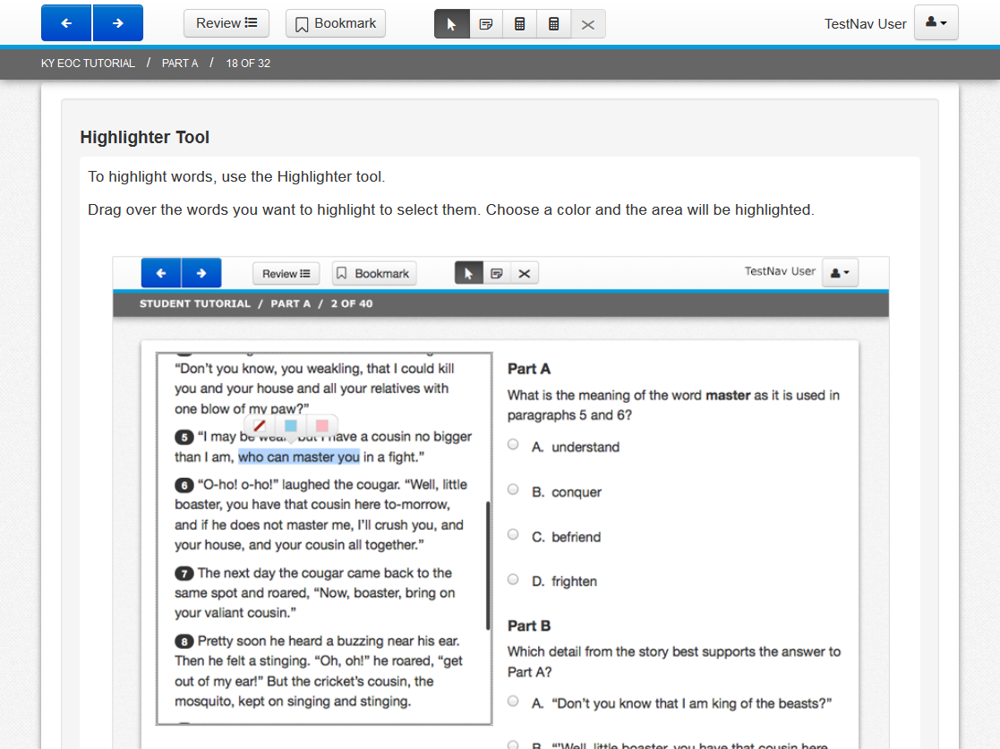 Review
Bookmark
TestNav User
KY EOC TUTORIAL / PART A / 18 OF 32
Highlighter Tool
To highlight words, use the Highlighter tool.
Drag over the words you want to highlight to select them. Choose a color and the area will be highlighted.
Review
Bookmark
TestNav User
STUDENT TUTORIAL / PART A / 2 OF 40
“Don’t you know, you weakling, that I could kill
you and your house and all your relatives with
one blow of my paw?”
5 “I may be weak, but I have a cousin no bigger
than I am, who can master you in a fight.”
6 “O-ho! o-ho!” laughed the cougar. “Well, little
boaster, you have that cousin here to-morrow,
and if he does not master me, I’ll crush you, and
your house, and your cousin all together.”
7 The next day the cougar came back to the
same spot and roared, “Now, boaster, bring on
your valiant cousin.”
8 Pretty soon he heard a buzzing near his ear.
Then he felt a stinging. “Oh, oh!” he roared, “get
out of my ear!” But the cricket’s cousin, the
mosquito, kept on singing and stinging.
Part A
What is the meaning of the word master as it is used in
paragraphs 5 and 6?
A. understand
B. conquer
C. befriend
D. frighten
Part B
Which detail from the story best supports the answer to
Part A?
A. “Don’t you know that I am king of the beasts?”
B. “‘Well, little boaster, you have that cousin here